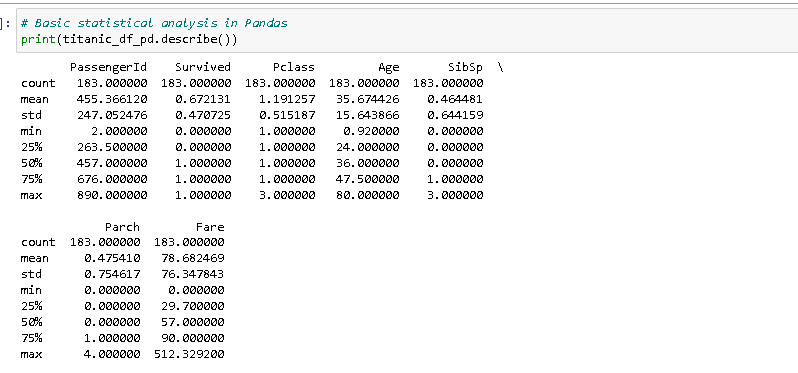 ]: # Basic statistical analysis in Pandas
print(titanic_df_pd.describe())
PassengerId Survived Pclass Age SibSp \
count 183.000000 183.000000 183.000000 183.000000 183.000000
mean 455.366120 0.672131 1.191257 35.674426 0.464481
std 247.052476 0.470725 0.515187 15.643866 0.644159
min 2.000000 0.000000 1.000000 0.920000 0.000000
25% 263.500000 0.000000 1.000000 24.000000 0.000000
50% 457.000000 1.000000 1.000000 36.000000 0.000000
75% 676.000000 1.000000 1.000000 47.500000 1.000000
max 890.000000 1.000000 3.000000 80.000000 3.000000
Parch Fare
count 183.000000 183.000000
mean 0.475410 78.682469
std 0.754617 76.347843
min 0.000000 0.000000
25% 0.000000 29.700000
50% 0.000000 57.000000
75% 1.000000 90.000000
max 4.000000 512.329200